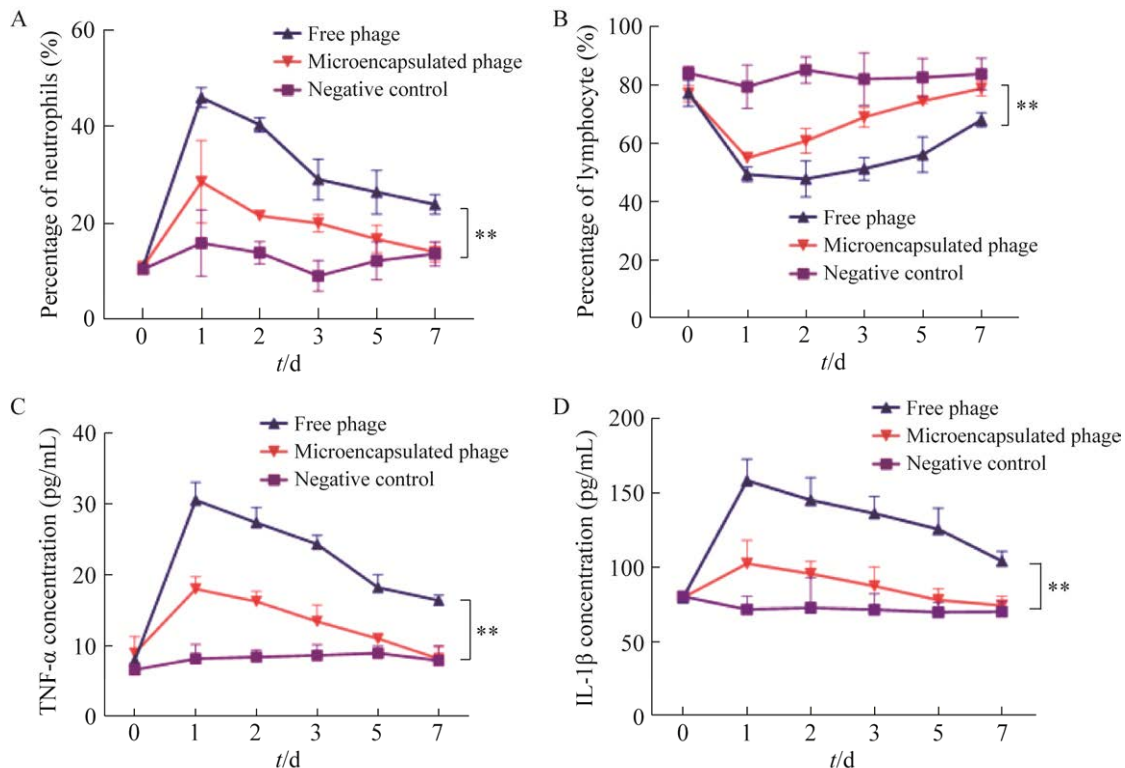 A
Percentage of neutrophils (%)
60
40
20
0
Free phage
Microencapsulated phage
Negative control
**
0 1 2 3 5 7
t/d
B
Percentage of lymphocyte (%)
100
80
60
40
20
0
**
Free phage
Microencapsulated phage
Negative control
0 1 2 3 5 7
t/d
C
TNF-α concentration (pg/mL)
40
30
20
10
0
Free phage
Microencapsulated phage
Negative control
**
0 1 2 3 5 7
t/d
D
IL-1β concentration (pg/mL)
200
150
100
50
0
Free phage
Microencapsulated phage
Negative control
**
0 1 2 3 5 7
t/d